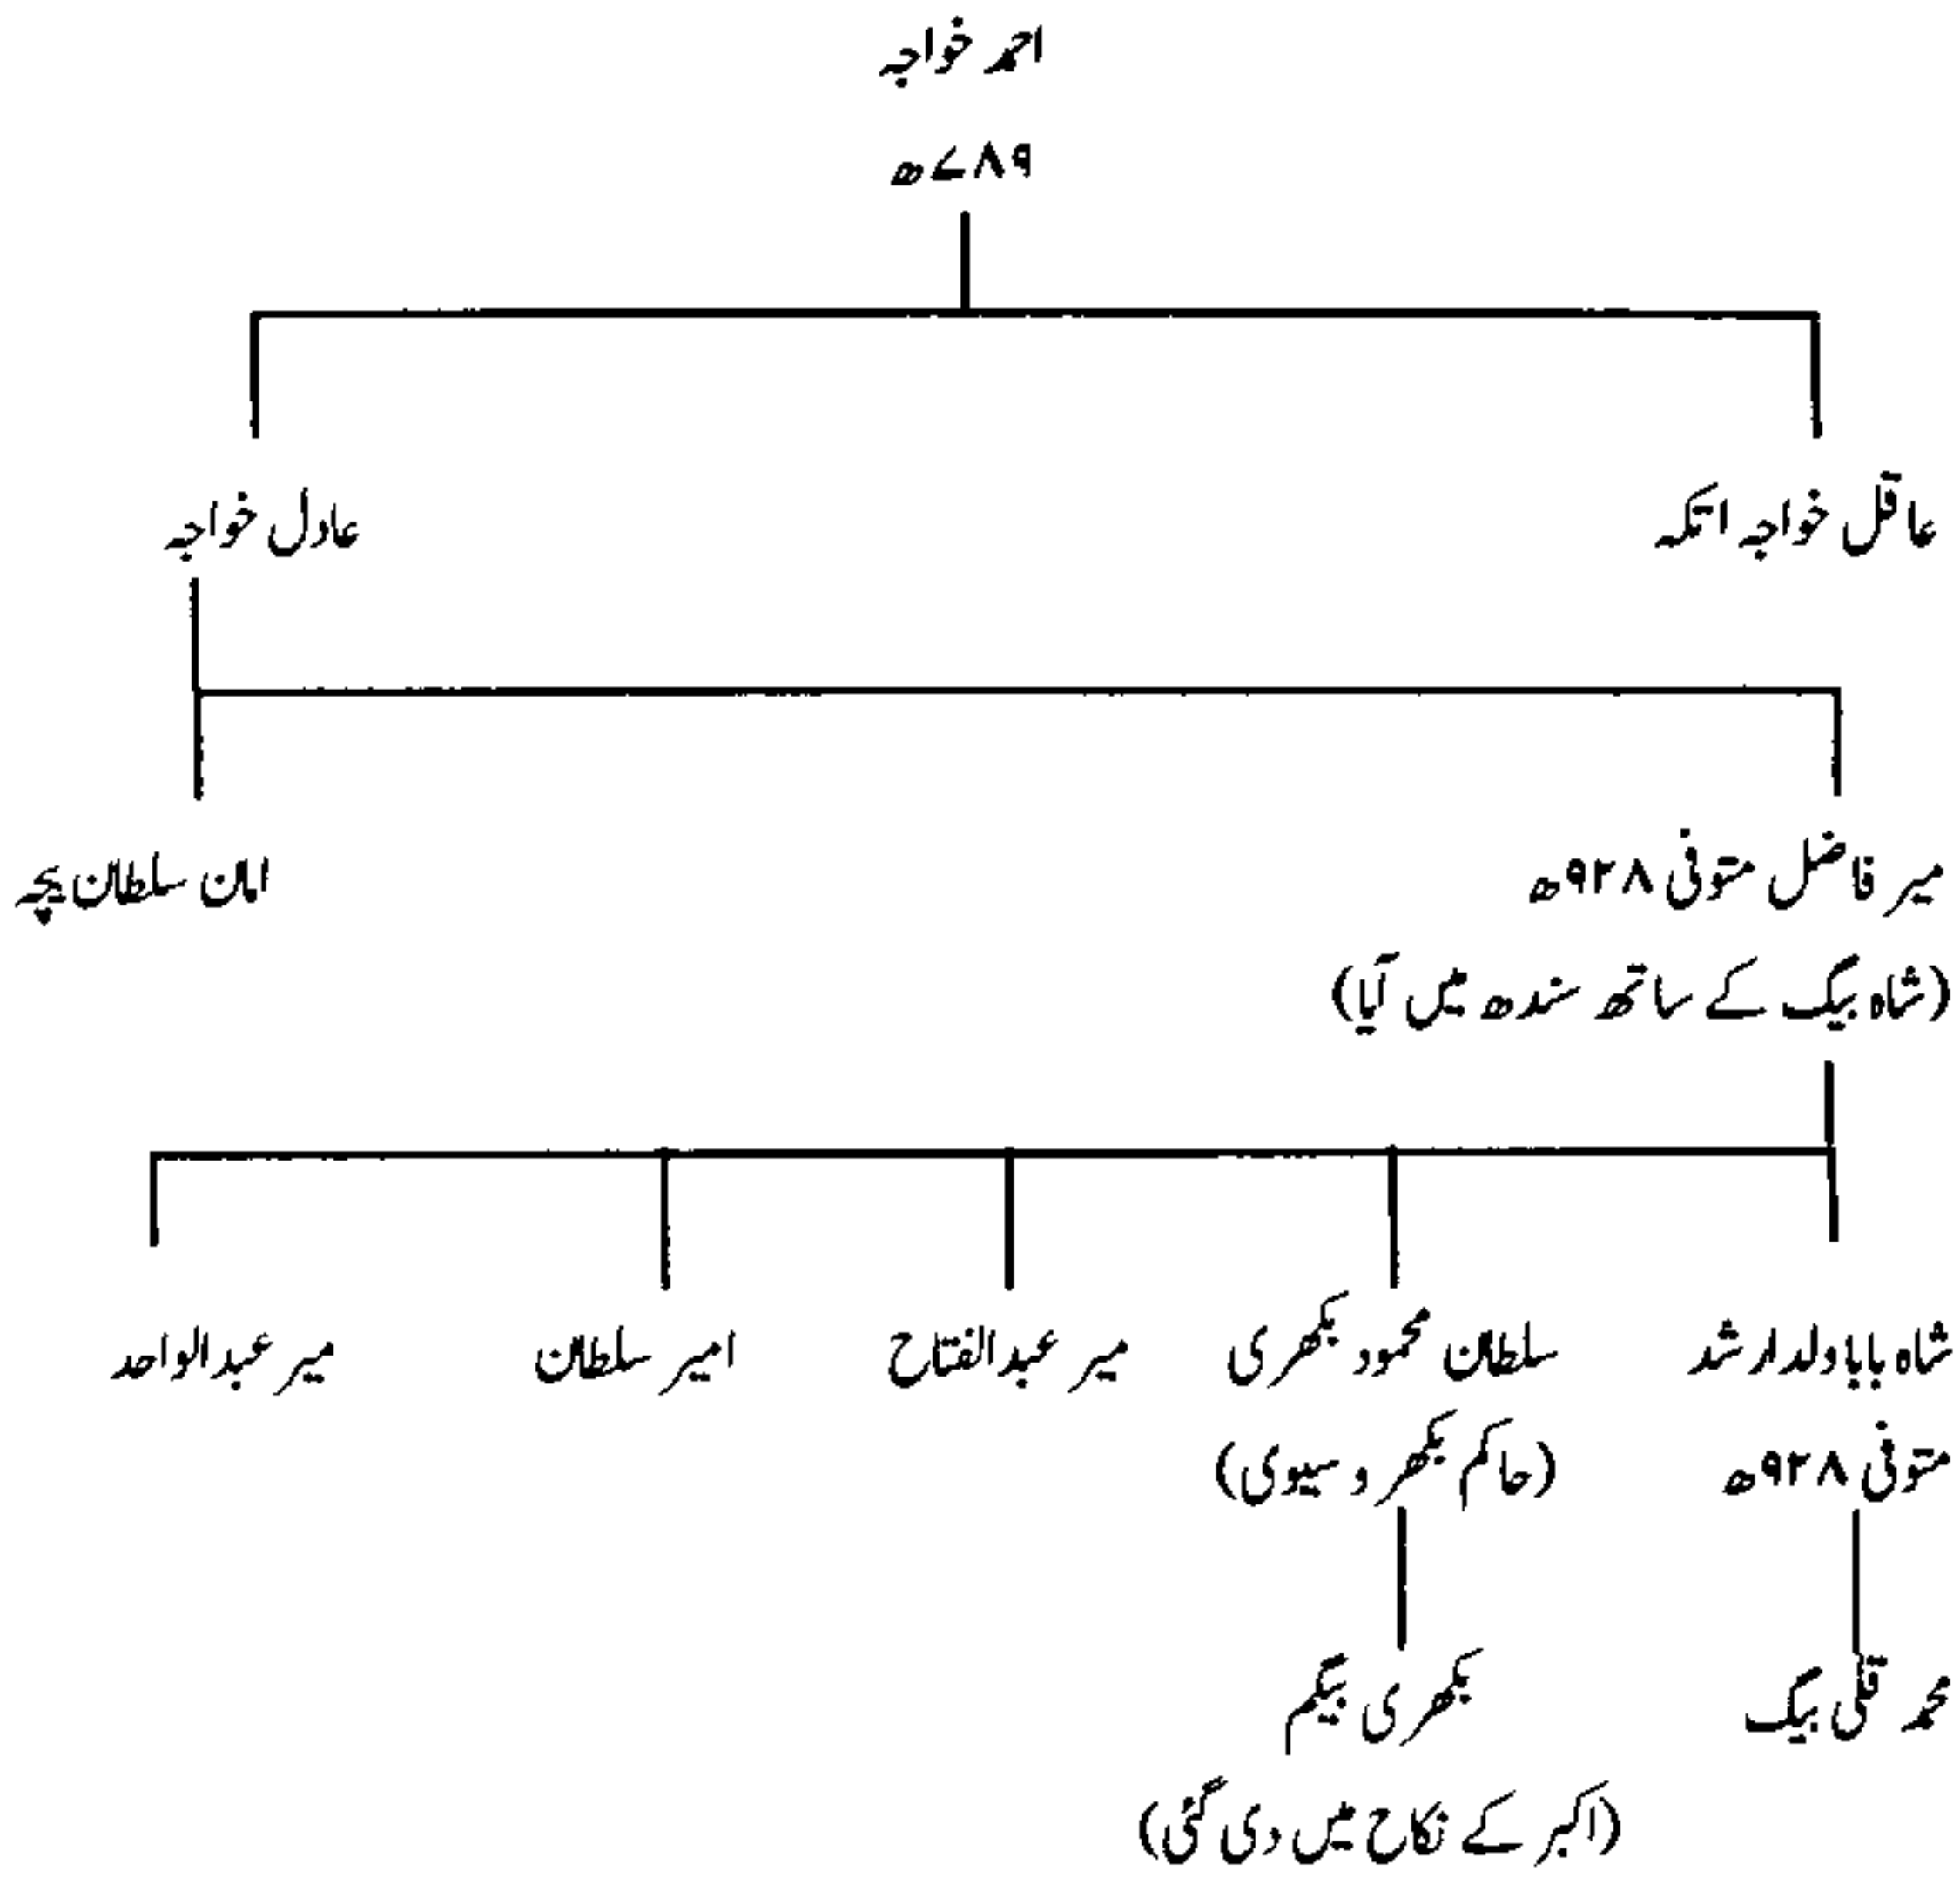 احمد خواجہ
۹۸۷ھ
عاقل خواجہ اتکہ
عادل خواجہ
میر فاضل متوفی ۹۲۸ھ
(شاہ بیگ کے ساتھ سندھ میں آیا)
امان سلطان پچہ
شاہ بابا ولد ارشد
متوفی ۹۲۸ھ
سلطان محمود بکھری
(حاکم بکھر و سیوی)
میر عبدالفتاح
امیر سلطان
میر عبدالواحد
محمد قلی بیگ
بکھری بیگم
(اکبر کے نکاح میں دی گئی)